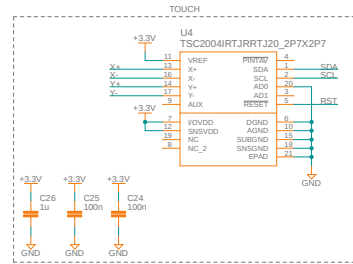 TOUCH
U4
TSC2004IRTJRRTJ20_2P7X2P7
+3.3V
11 VREF PINTAV 4
X+ 13 X+ SDA 1 SDA
X- 16 X- SCL 2 SCL
Y+ 14 Y+ AD0 20
Y- 17 Y- AD1 3
9 AUX RESET 5 RST
+3.3V
7 I/OVDD DGND 6
12 SNSVDD AGND 10
19 NC SUBGND 15
8 NC_2 SNSGND 18
EPAD 21
GND
+3.3V +3.3V +3.3V
C26 C25 C24
1u 100n 100n
GND GND GND